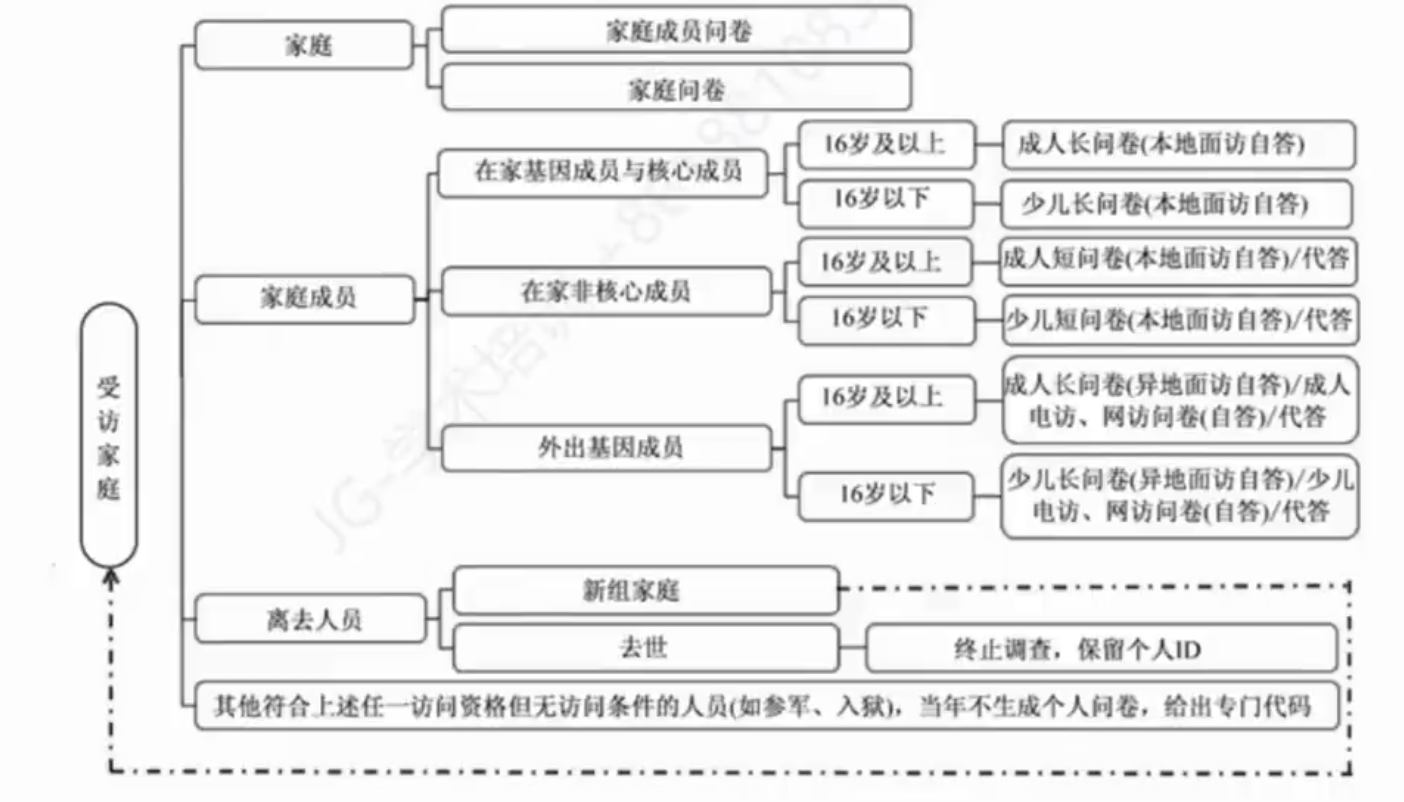 家庭
家庭成员问卷
家庭问卷
受访家庭
家庭成员
在家基因成员与核心成员
16岁及以上
成人长问卷(本地面访自答)
16岁以下
少儿长问卷(本地面访自答)
在家非核心成员
16岁及以上
成人短问卷(本地面访自答)/代答
16岁以下
少儿短问卷(本地面访自答)/代答
外出基因成员
16岁及以上
成人长问卷(异地面访自答)/成人
电访、网访问卷(自答)/代答
16岁以下
少儿长问卷(异地面访自答)/少儿
电访、网访问卷(自答)/代答
离去人员
新组家庭
去世
终止调查，保留个人ID
其他符合上述任一访问资格但无访问条件的人员(如参军、入狱)，当年不生成个人问卷，给出专门代码
JG-学术培